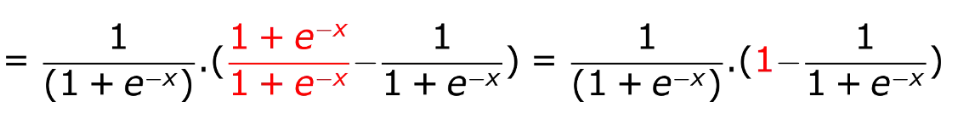 = 1/(1 + e⁻ˣ).((1 + e⁻ˣ)/(1 + e⁻ˣ) − 1/(1 + e⁻ˣ)) = 1/(1 + e⁻ˣ).(1 − 1/(1 + e⁻ˣ))